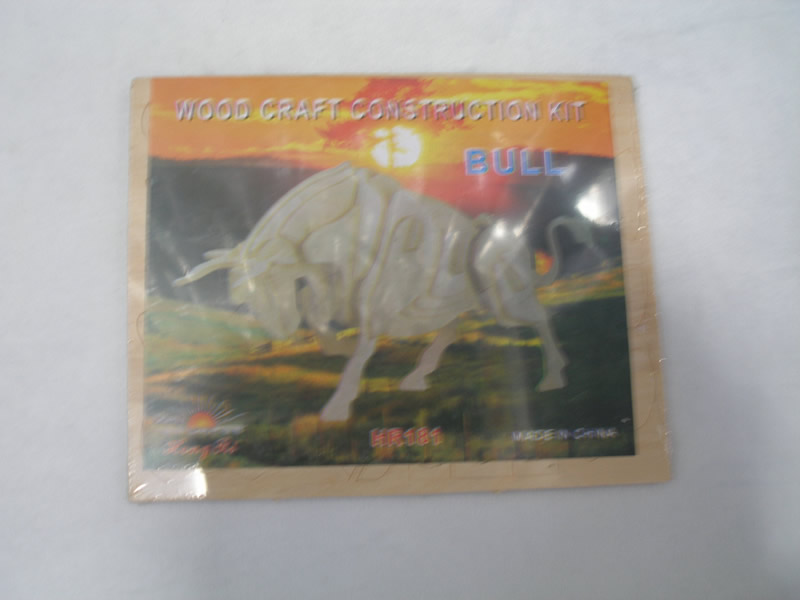 WOOD CRAFT CONSTRUCTION KIT
BULL
HR181
MADE IN CHINA